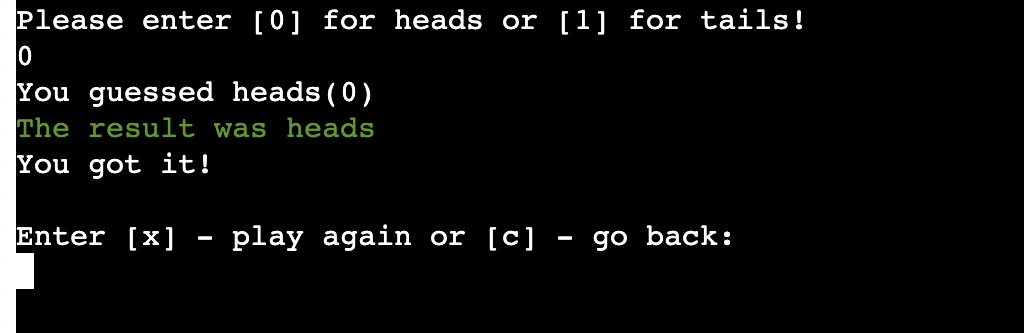 Please enter [0] for heads or [1] for tails!
0
You guessed heads(0)
The result was heads
You got it!
Enter [x] - play again or [c] - go back: